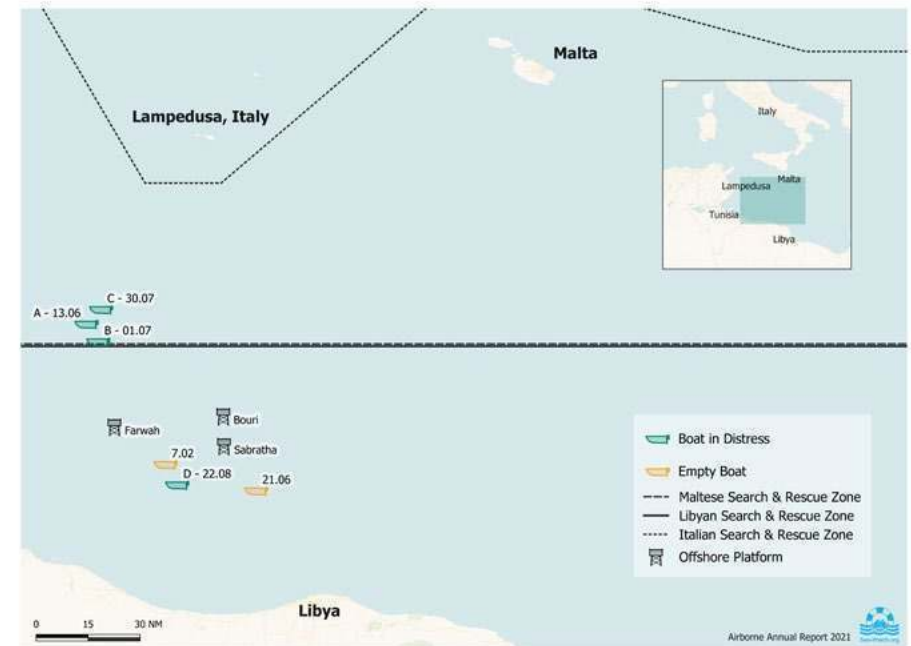 Malta
Lampedusa, Italy
Italy
Malta
Lampedusa
Tunisia
Libya
C - 30.07
A - 13.06
B - 01.07
Bouri
Farwah
Sabratha
7.02
D - 22.08
21.06
Boat in Distress
Empty Boat
Maltese Search & Rescue Zone
Libyan Search & Rescue Zone
Italian Search & Rescue Zone
Offshore Platform
Libya
0 15 30 NM
Airborne Annual Report 2021